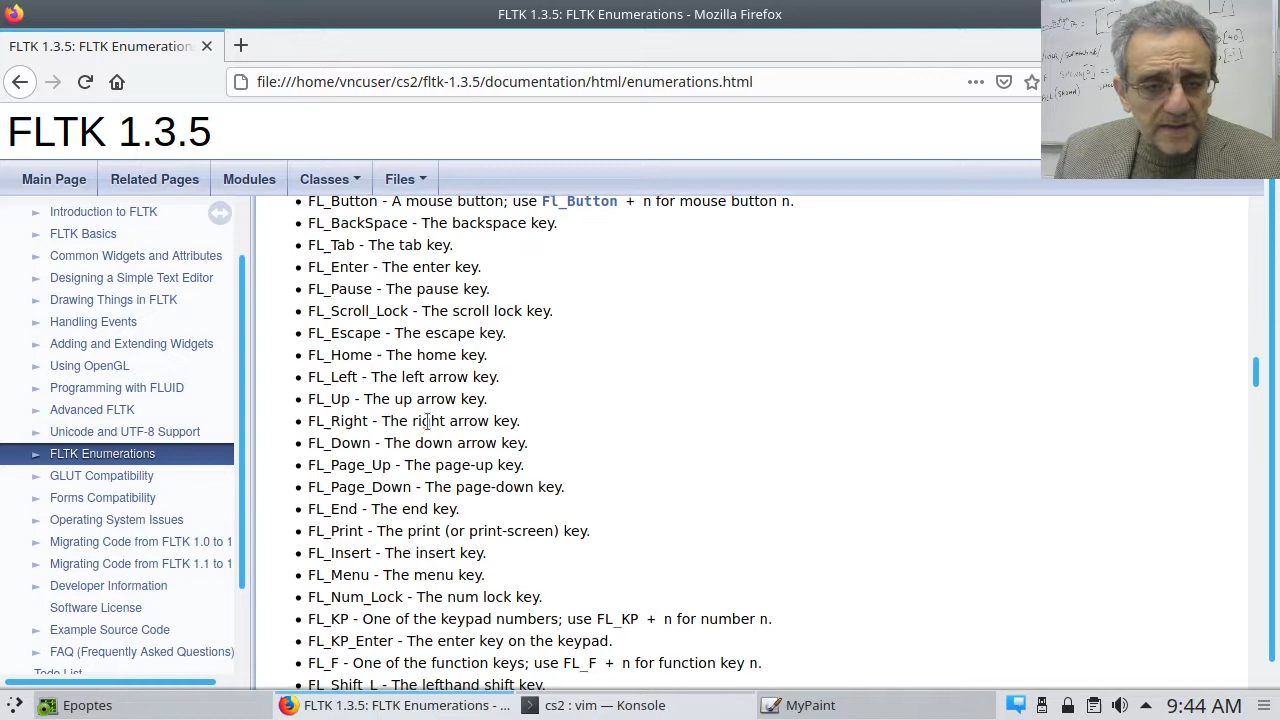 FLTK 1.3.5: FLTK Enumerations - Mozilla Firefox
FLTK 1.3.5: FLTK Enumeration
file:///home/vncuser/cs2/fltk-1.3.5/documentation/html/enumerations.html
FLTK 1.3.5
Main Page
Related Pages
Modules
Classes
Files
Introduction to FLTK
FLTK Basics
Common Widgets and Attributes
Designing a Simple Text Editor
Drawing Things in FLTK
Handling Events
Adding and Extending Widgets
Using OpenGL
Programming with FLUID
Advanced FLTK
Unicode and UTF-8 Support
FLTK Enumerations
GLUT Compatibility
Forms Compatibility
Operating System Issues
Migrating Code from FLTK 1.0 to 1
Migrating Code from FLTK 1.1 to 1
Developer Information
Software License
Example Source Code
FAQ (Frequently Asked Questions)
Todo List
FL_Button - A mouse button; use Fl_Button + n for mouse button n.
FL_BackSpace - The backspace key.
FL_Tab - The tab key.
FL_Enter - The enter key.
FL_Pause - The pause key.
FL_Scroll_Lock - The scroll lock key.
FL_Escape - The escape key.
FL_Home - The home key.
FL_Left - The left arrow key.
FL_Up - The up arrow key.
FL_Right - The right arrow key.
FL_Down - The down arrow key.
FL_Page_Up - The page-up key.
FL_Page_Down - The page-down key.
FL_End - The end key.
FL_Print - The print (or print-screen) key.
FL_Insert - The insert key.
FL_Menu - The menu key.
FL_Num_Lock - The num lock key.
FL_KP - One of the keypad numbers; use FL_KP + n for number n.
FL_KP_Enter - The enter key on the keypad.
FL_F - One of the function keys; use FL_F + n for function key n.
FL_Shift_L - The lefthand shift key.
Epoptes
FLTK 1.3.5: FLTK Enumerations - ...
cs2 : vim — Konsole
MyPaint
9:44 AM